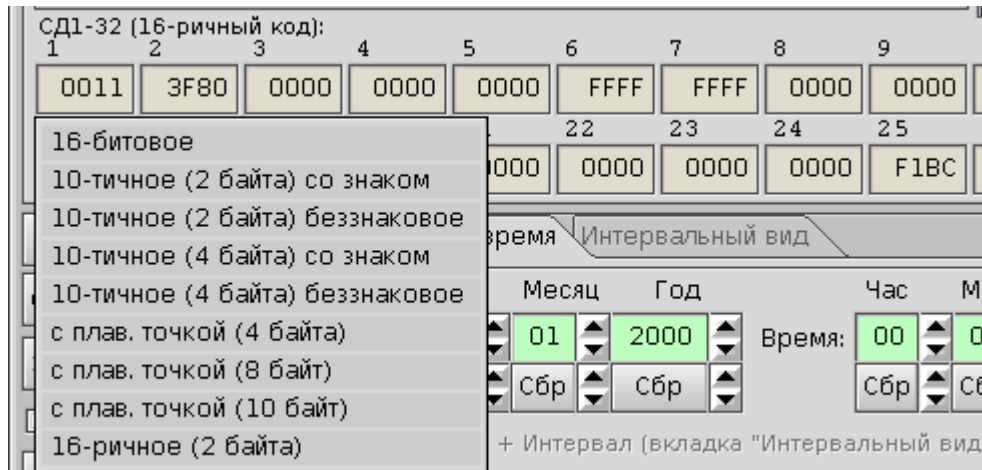 СД1-32 (16-ричный код):
1 2 3 4 5 6 7 8 9
0011 3F80 0000 0000 0000 FFFF FFFF 0000 0000
22 23 24 25
0000 0000 0000 F1BC
16-битовое
10-тичное (2 байта) со знаком
10-тичное (2 байта) беззнаковое
10-тичное (4 байта) со знаком
10-тичное (4 байта) беззнаковое
с плав. точкой (4 байта)
с плав. точкой (8 байт)
с плав. точкой (10 байт)
16-ричное (2 байта)
время Интервальный вид
Месяц Год Час
01 2000 Время: 00
Сбр Сбр Сбр
+ Интервал (вкладка "Интервальный вид